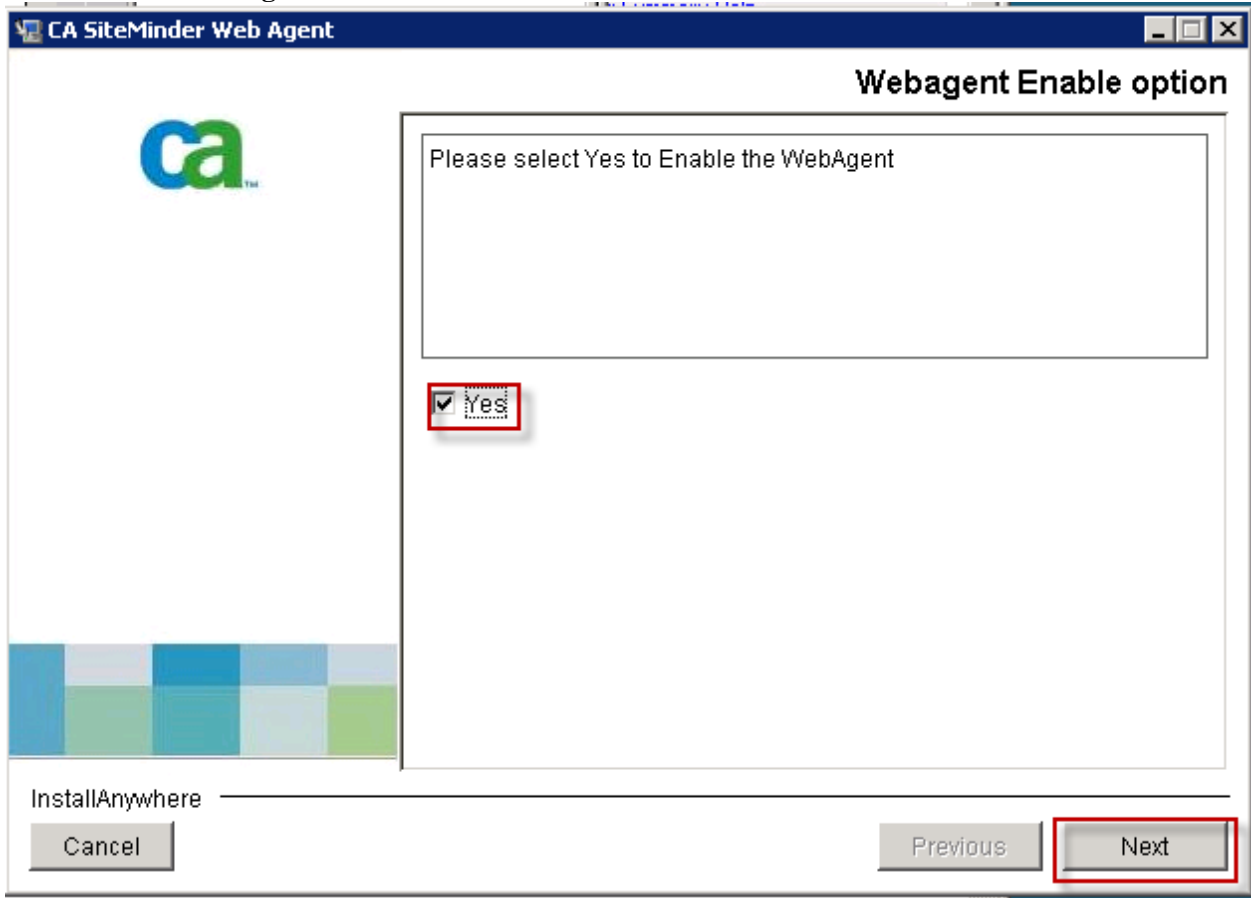 CA SiteMinder Web Agent
Webagent Enable option
ca
TM
Please select Yes to Enable the WebAgent
Yes
InstallAnywhere
Cancel
Previous
Next